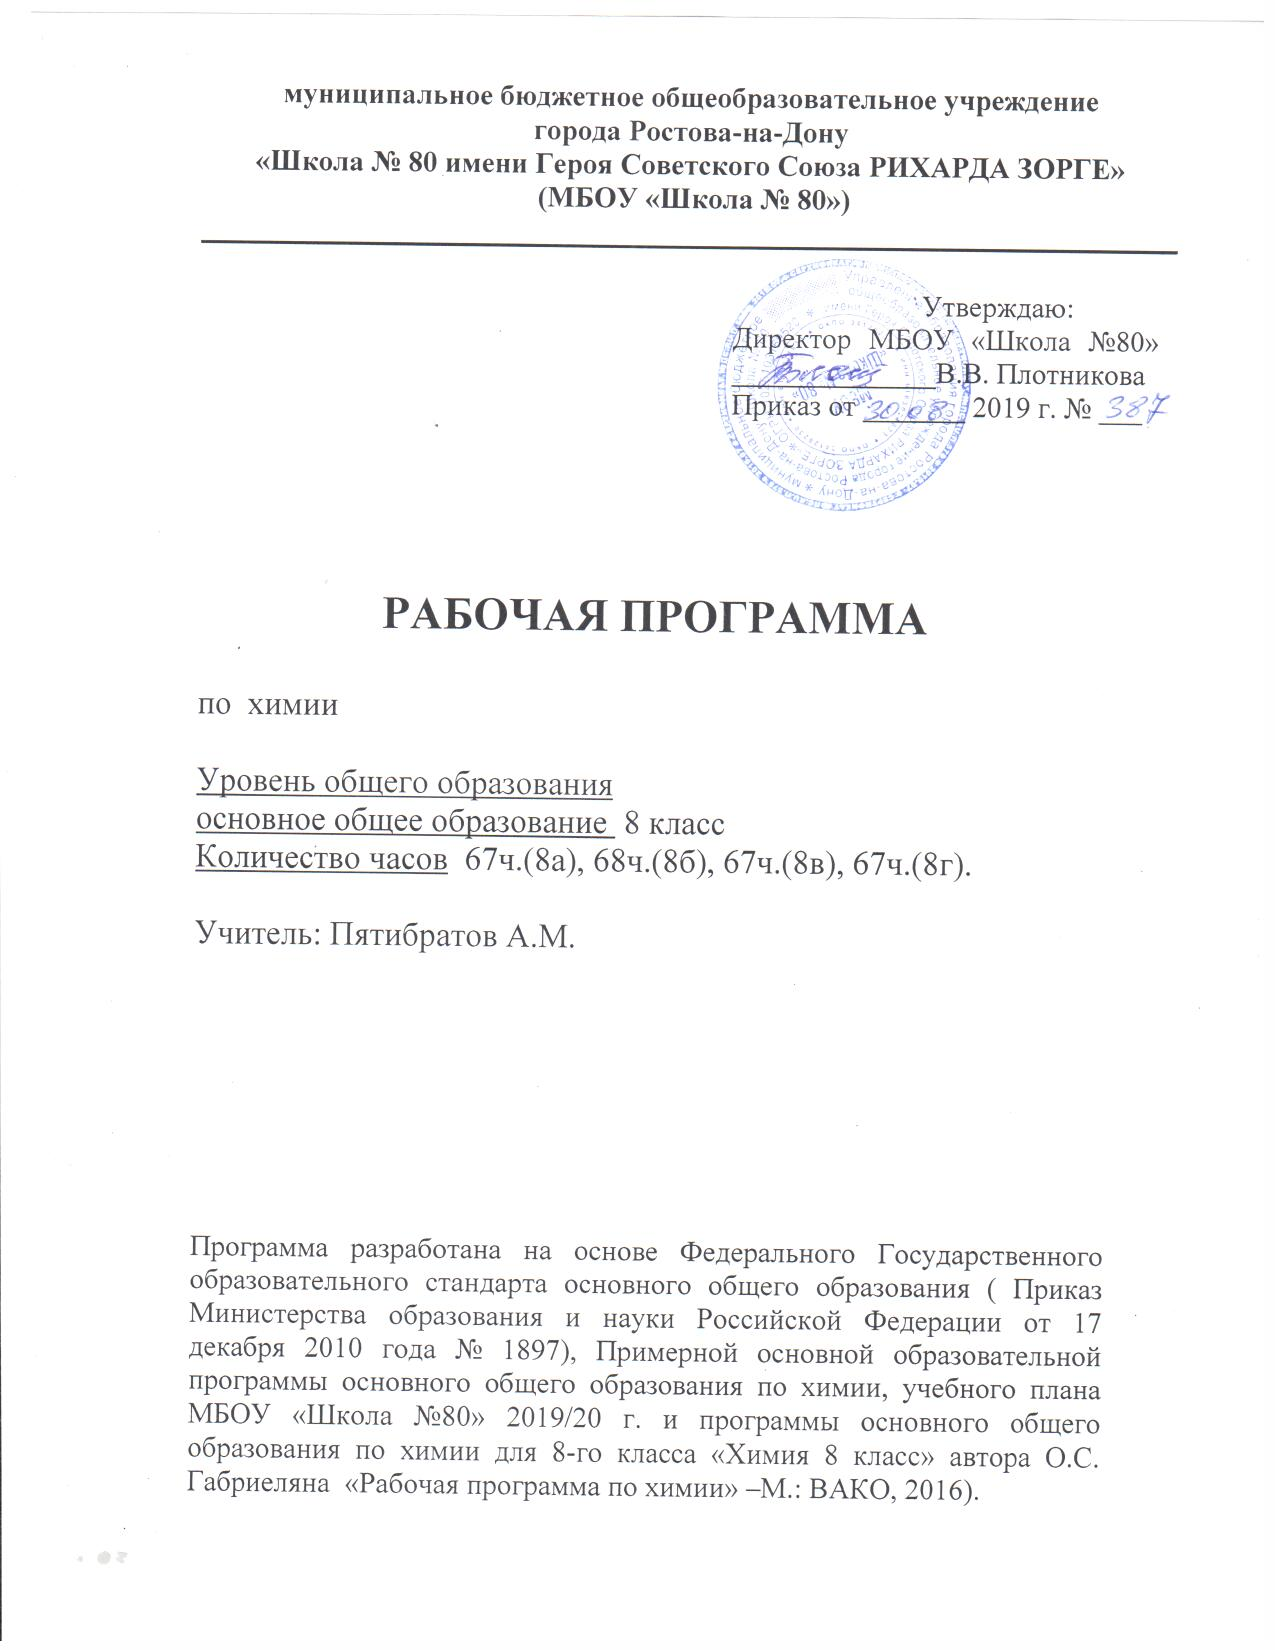 муниципальное бюджетное общеобразовательное учреждение
города Ростова-на-Дону
«Школа № 80 имени Героя Советского Союза РИХАРДА ЗОРГЕ»
(МБОУ «Школа № 80»)
Утверждаю:
Директор МБОУ «Школа №80»
В.В. Плотникова
Приказ от 30.08 2019 г. № 387
РАБОЧАЯ ПРОГРАММА
по химии
Уровень общего образования
основное общее образование 8 класс
Количество часов 67ч.(8а), 68ч.(8б), 67ч.(8в), 67ч.(8г).
Учитель: Пятибратов А.М.
Программа разработана на основе Федерального Государственного
образовательного стандарта основного общего образования ( Приказ
Министерства образования и науки Российской Федерации от 17
декабря 2010 года № 1897), Примерной основной образовательной
программы основного общего образования по химии, учебного плана
МБОУ «Школа №80» 2019/20 г. и программы основного общего
образования по химии для 8-го класса «Химия 8 класс» автора О.С.
Габриеляна «Рабочая программа по химии» –М.: ВАКО, 2016).